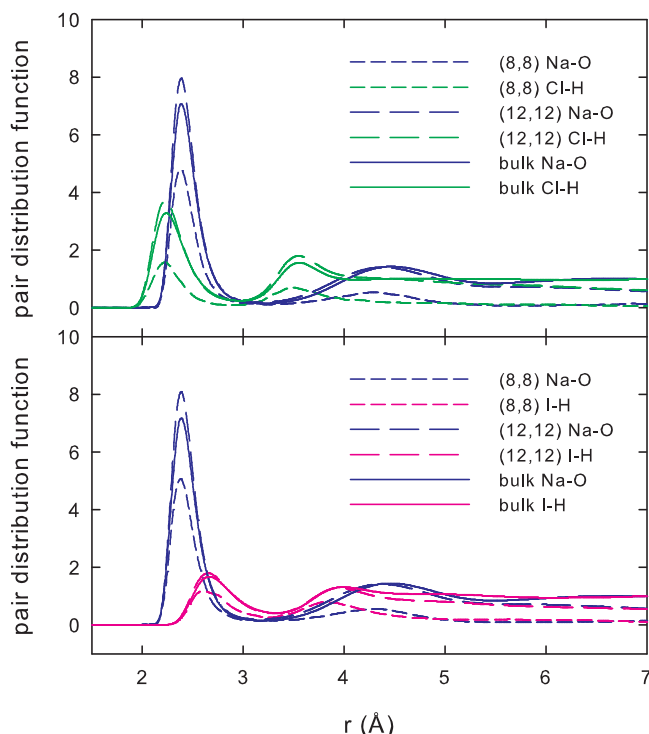 10
8
6
4
2
0
pair distribution function
(8,8) Na-O
(8,8) Cl-H
(12,12) Na-O
(12,12) Cl-H
bulk Na-O
bulk Cl-H
10
8
6
4
2
0
pair distribution function
(8,8) Na-O
(8,8) I-H
(12,12) Na-O
(12,12) I-H
bulk Na-O
bulk I-H
2 3 4 5 6 7
r (Å)